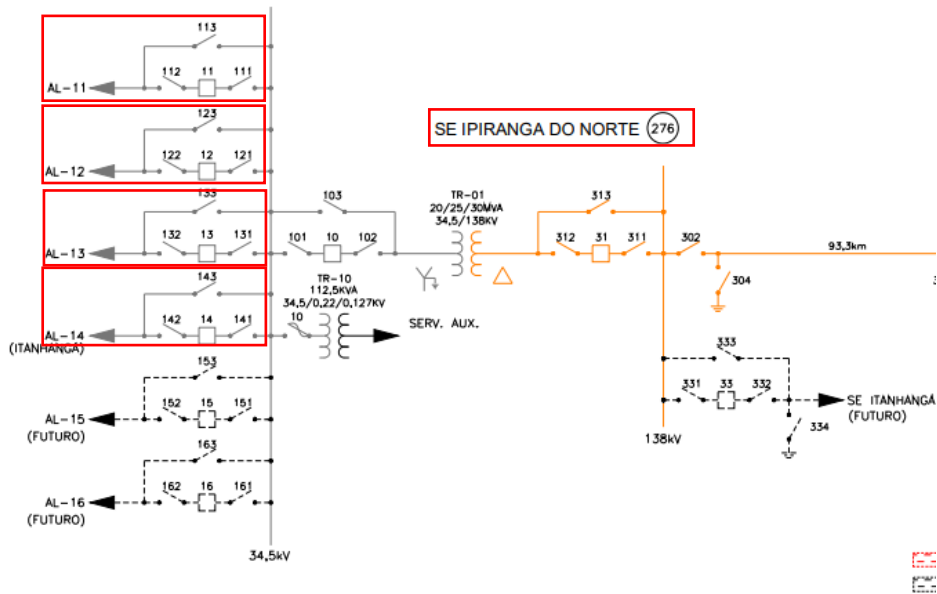 113
112
11
111
AL-11
123
122
12
121
AL-12
SE IPIRANGA DO NORTE
276
133
132
13
131
AL-13
103
101
10
102
TR-01
20/25/30MVA
34,5/138KV
313
312
31
311
302
93,3km
304
143
142
14
141
AL-14
(ITANHANGÁ)
TR-10
112,5KVA
34,5/0,22/0,127KV
10
SERV. AUX.
153
152
15
151
AL-15
(FUTURO)
163
162
16
161
AL-16
(FUTURO)
34,5kV
333
331
33
332
SE ITANHANGÁ
(FUTURO)
334
138kV